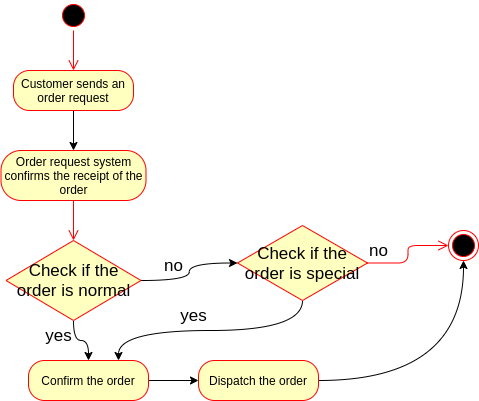 Customer sends an
order request
Order request system
confirms the receipt of the
order
Check if the
order is normal
no
Check if the
order is special
no
yes
yes
Confirm the order
Dispatch the order